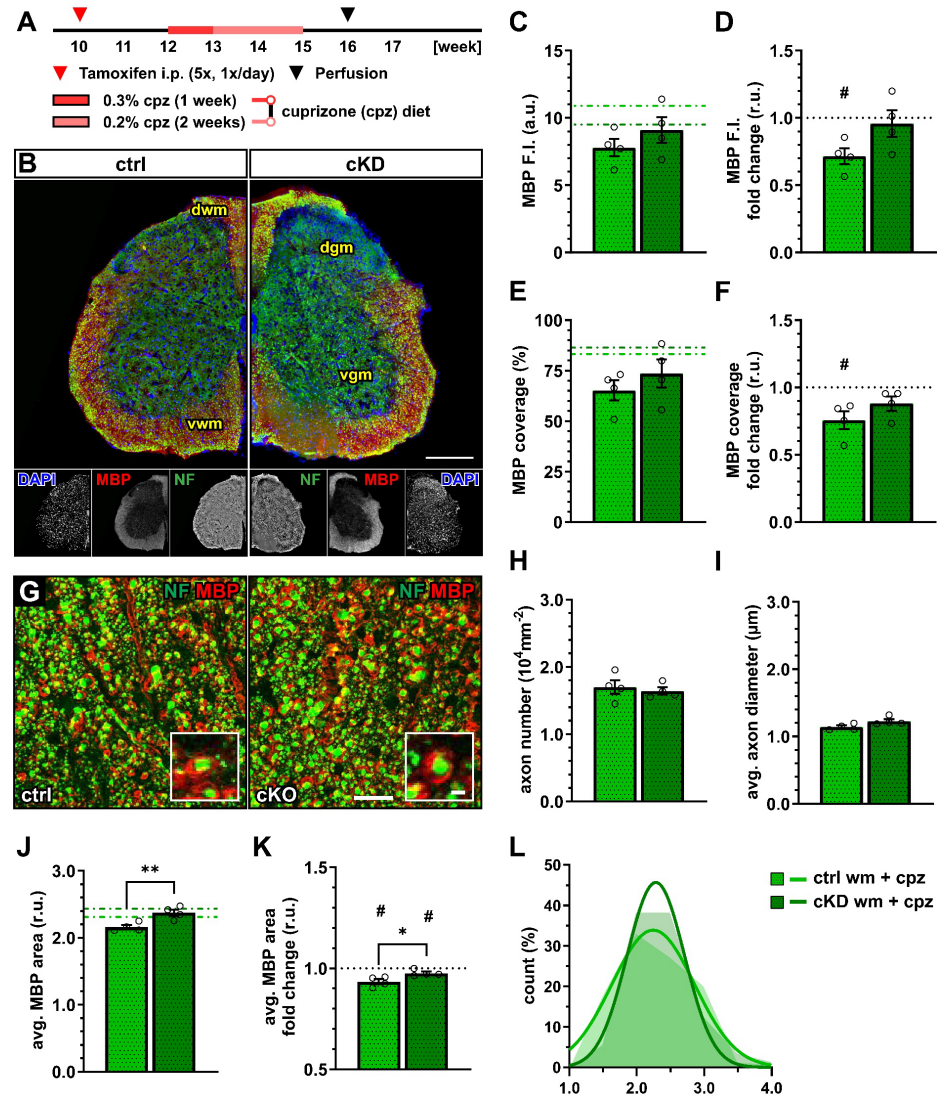 A
10 11 12 13 14 15 16 17 [week]
Tamoxifen i.p. (5x, 1x/day) Perfusion
0.3% cpz (1 week)
0.2% cpz (2 weeks)
cuprizone (cpz) diet
B
ctrl cKD
dwm
dgm
vgm
vwm
DAPI MBP NF NF MBP DAPI
C
MBP F.I. (a.u.)
15
10
5
0
D
MBP F.I.
fold change (r.u.)
#
1.5
1.0
0.5
0.0
E
MBP coverage (%)
100
75
50
25
0
F
MBP coverage
fold change (r.u.)
#
1.5
1.0
0.5
0.0
G
NF MBP NF MBP
ctrl cKO
H
axon number (10⁴mm⁻²)
3.0
2.0
1.0
0.0
I
avg. axon diameter (µm)
3.0
2.0
1.0
0.0
J
avg. MBP area (r.u.)
**
3.0
2.0
1.0
0.0
K
avg. MBP area
fold change (r.u.)
# #
*
1.5
1.0
0.5
L
count (%)
50
40
30
20
10
0
1.0 2.0 3.0 4.0
ctrl wm + cpz
cKD wm + cpz